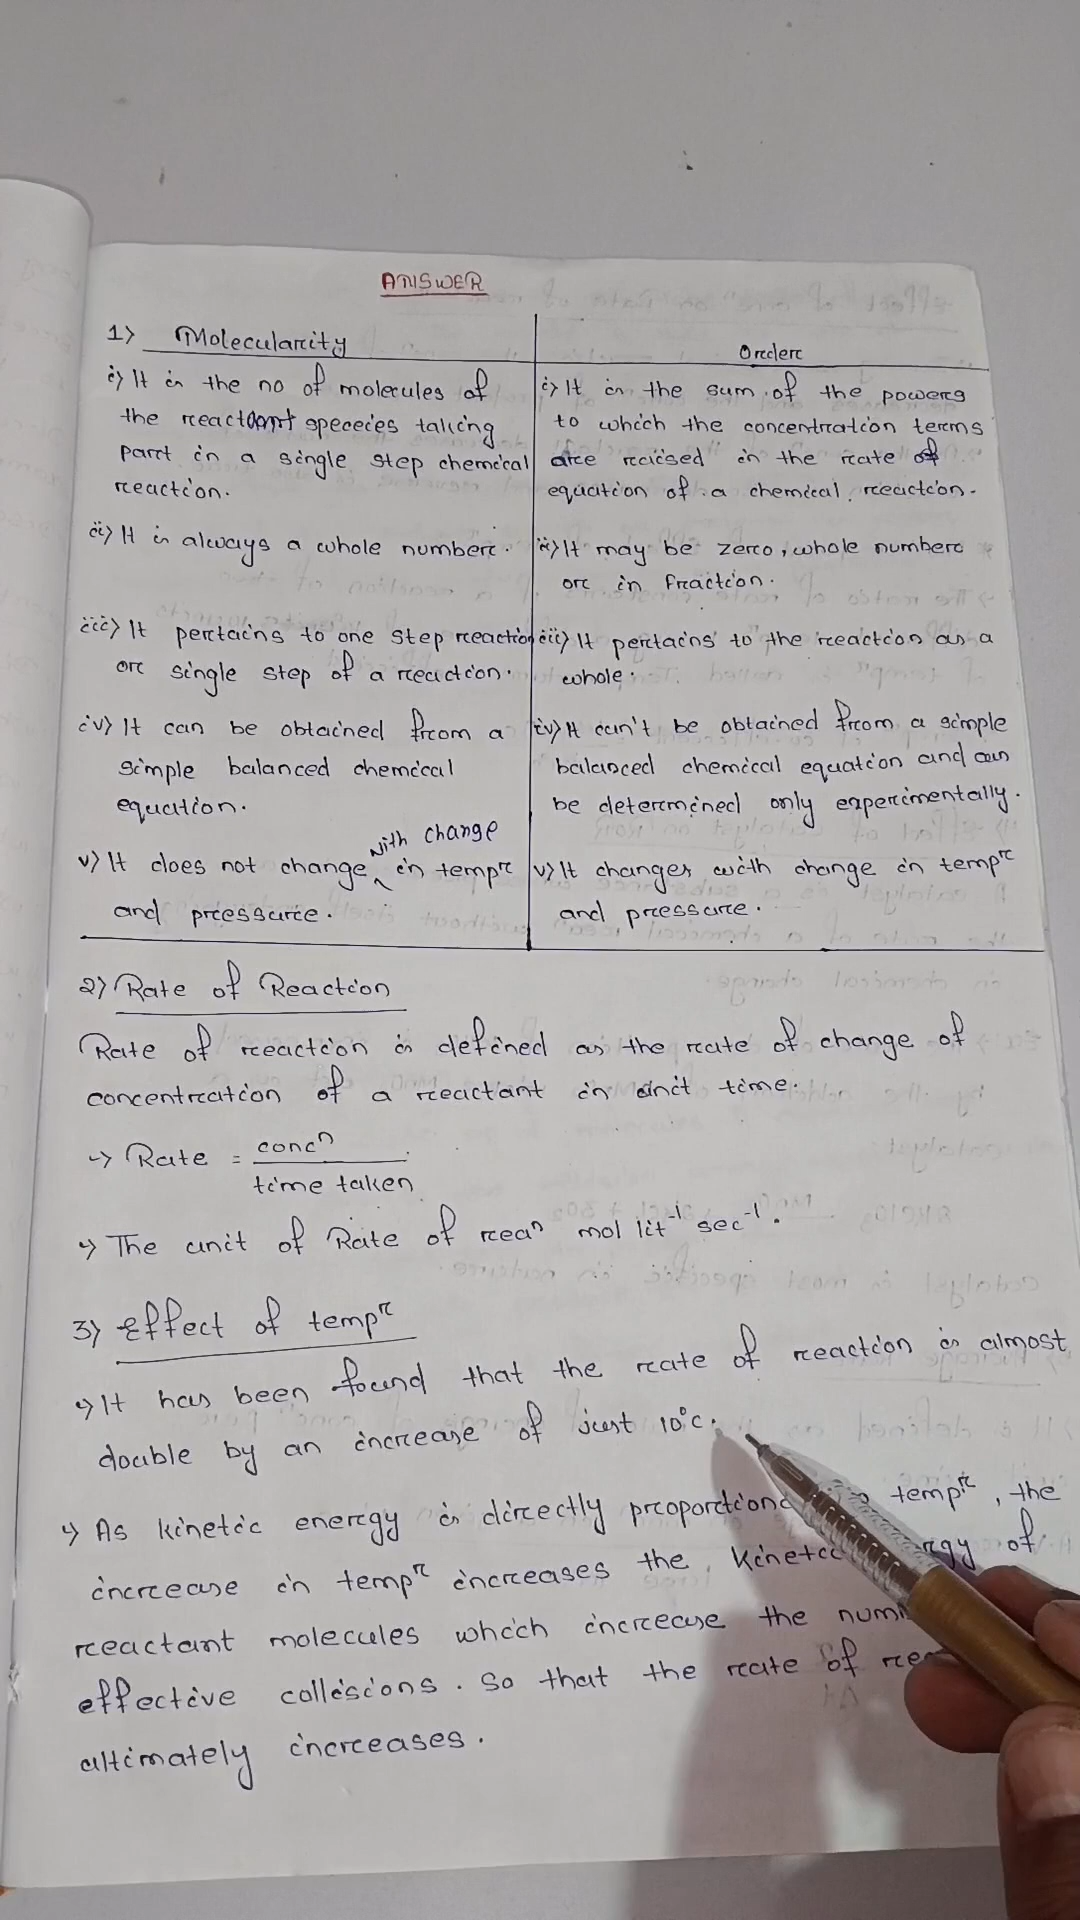 ANSWER
1) Molecularity
i) It is the no of molecules of
the reactant speceies taking
part in a single step chemical
reaction.
ii) It is always a whole number.
iii) It pertains to one step reaction
or single step of a reaction.
iv) It can be obtained from a
simple balanced chemical
equation.
with change
v) It does not change ^ in tempr
and pressure.
Order
i) It is the sum of the powers
to which the concentration terms
are raised in the rate of
equation of a chemical reaction.
ii) It may be zero, whole number
or in fraction.
iii) It pertains to the reaction as a
whole.
iv) It can't be obtained from a simple
balanced chemical equation and can
be determined only experimentally.
v) It changes with change in tempr
and pressure.
2) Rate of Reaction
Rate of reaction is defined as the rate of change of
concentration of a reactant in unit time.
→ Rate = concn / time taken
→ The unit of Rate of rean mol lit⁻¹ sec⁻¹.
3) Effect of tempr
→ It has been found that the rate of reaction is almost
double by an increase of just 10°c.
→ As kinetic energy is directly tempr, the
increase in tempr increases the of
reactant molecules which increase the
effective collisions. So that the rate of
ultimately increases.